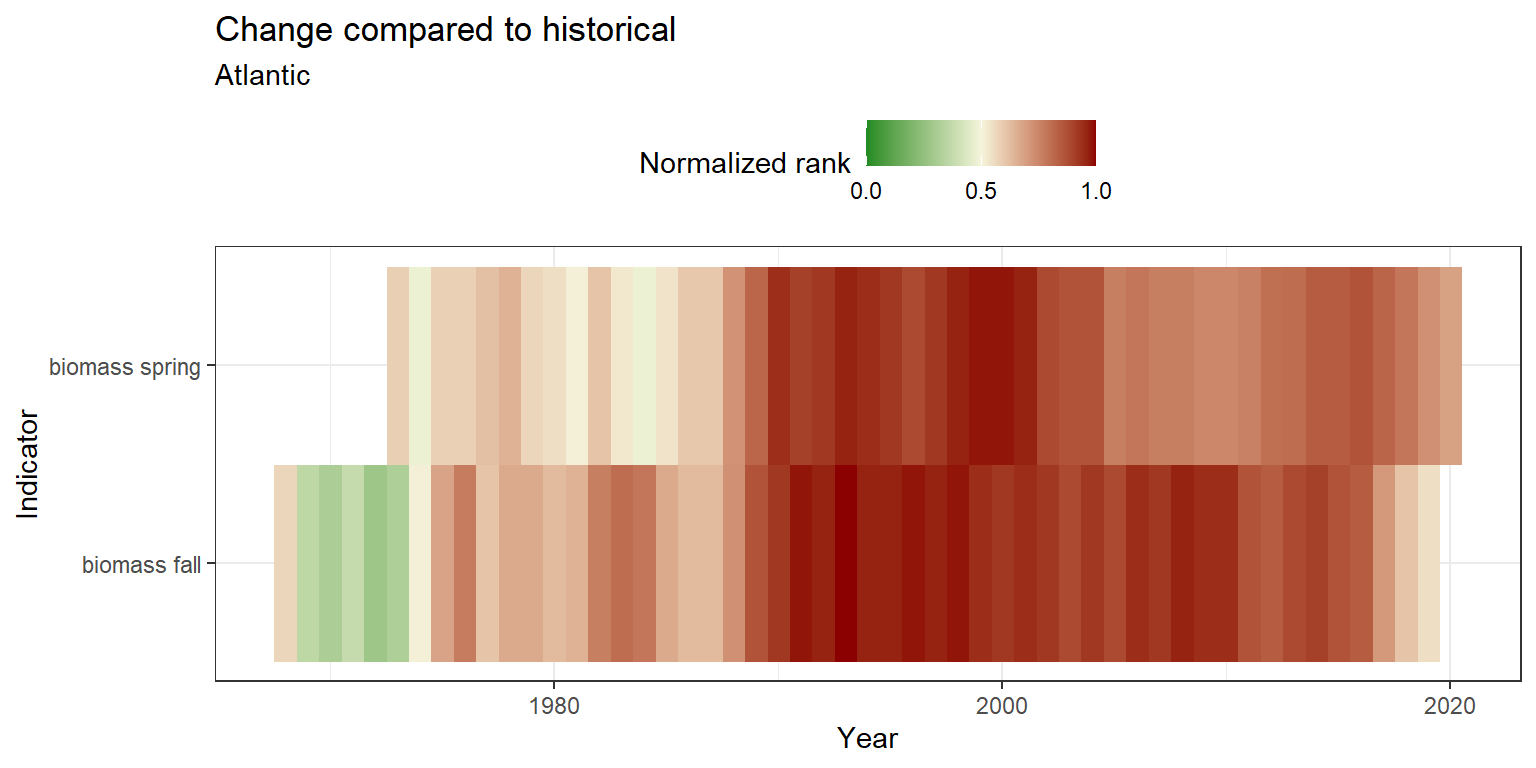 Change compared to historical
Atlantic
Normalized rank
0.0 0.5 1.0
biomass spring
biomass fall
Indicator
1980 2000 2020
Year